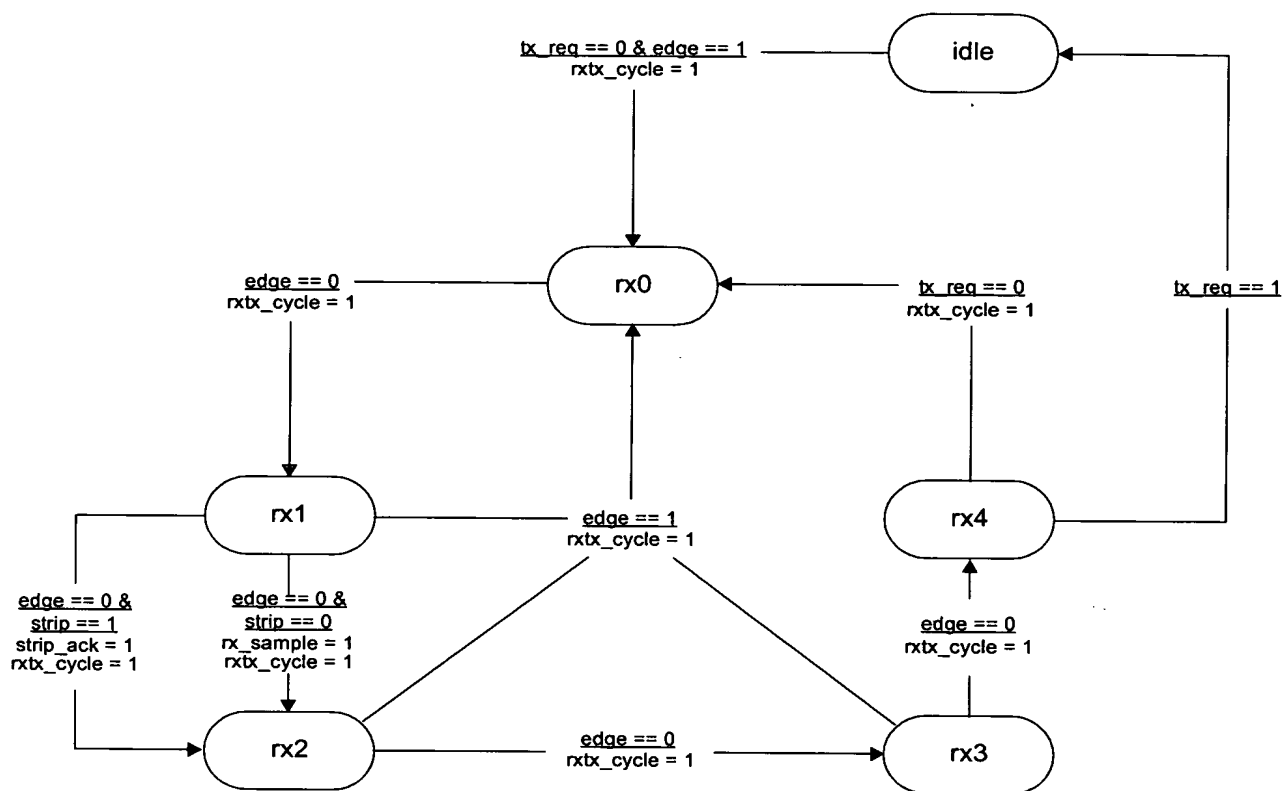 tx_req == 0 & edge == 1
rxtx_cycle = 1
idle
edge == 0
rxtx_cycle = 1
rx0
tx_req == 0
rxtx_cycle = 1
tx_req == 1
rx1
edge == 1
rxtx_cycle = 1
rx4
edge == 0 &
strip == 1
strip_ack = 1
rxtx_cycle = 1
edge == 0 &
strip == 0
rx_sample = 1
rxtx_cycle = 1
edge == 0
rxtx_cycle = 1
rx2
edge == 0
rxtx_cycle = 1
rx3